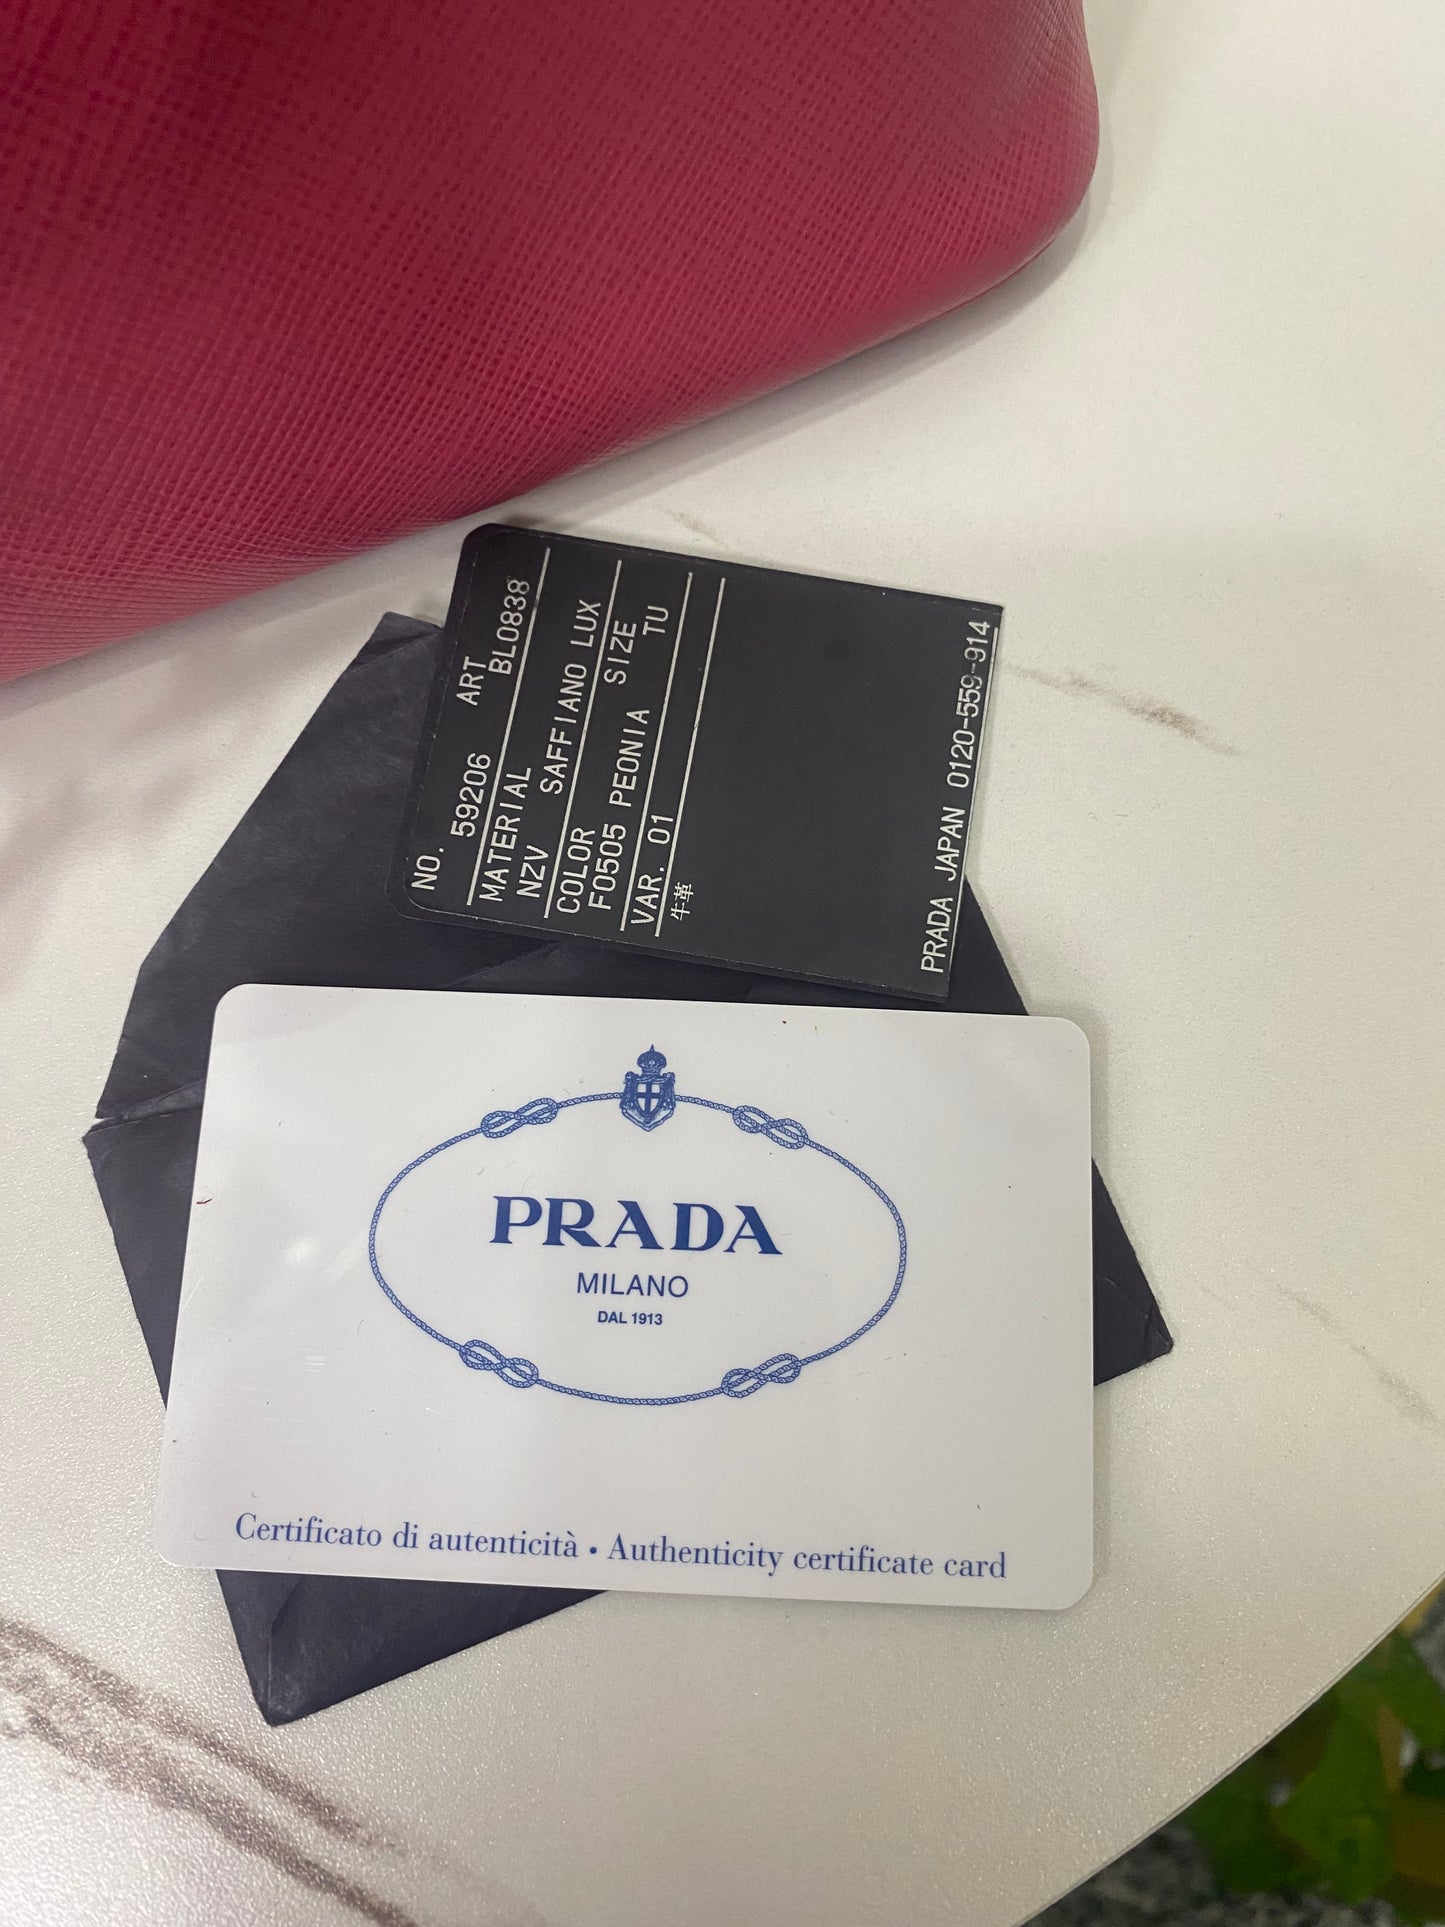 NO. ART
59206 BL0838
MATERIAL
NZV SAFFIANO LUX
COLOR SIZE
F0505 PEONIA TU
VAR. 01
牛革
PRADA JAPAN 0120-559-914
PRADA
MILANO
DAL 1913
Certificato di autenticità • Authenticity certificate card